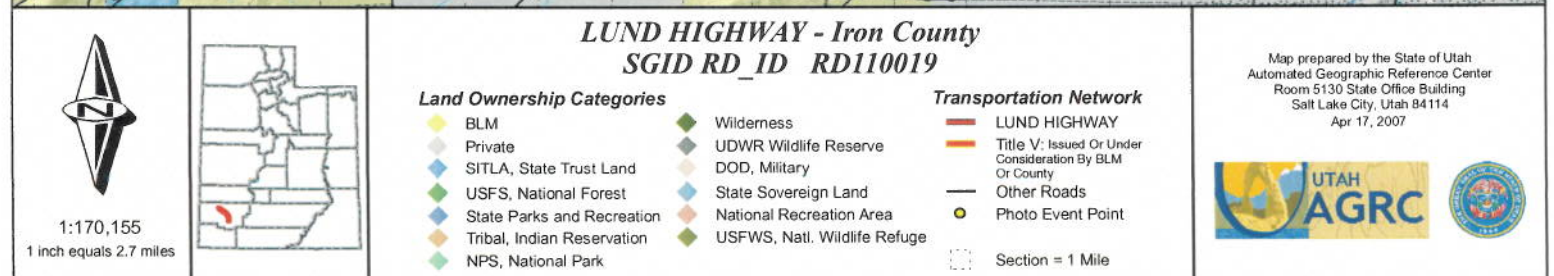 N
1:170,155
1 inch equals 2.7 miles
LUND HIGHWAY - Iron County
SGID RD_ID RD110019
Land Ownership Categories
BLM
Private
SITLA, State Trust Land
USFS, National Forest
State Parks and Recreation
Tribal, Indian Reservation
NPS, National Park
Wilderness
UDWR Wildlife Reserve
DOD, Military
State Sovereign Land
National Recreation Area
USFWS, Natl. Wildlife Refuge
Transportation Network
LUND HIGHWAY
Title V: Issued Or Under
Consideration By BLM
Or County
Other Roads
Photo Event Point
Section = 1 Mile
Map prepared by the State of Utah
Automated Geographic Reference Center
Room 5130 State Office Building
Salt Lake City, Utah 84114
Apr 17, 2007
UTAH
AGRC